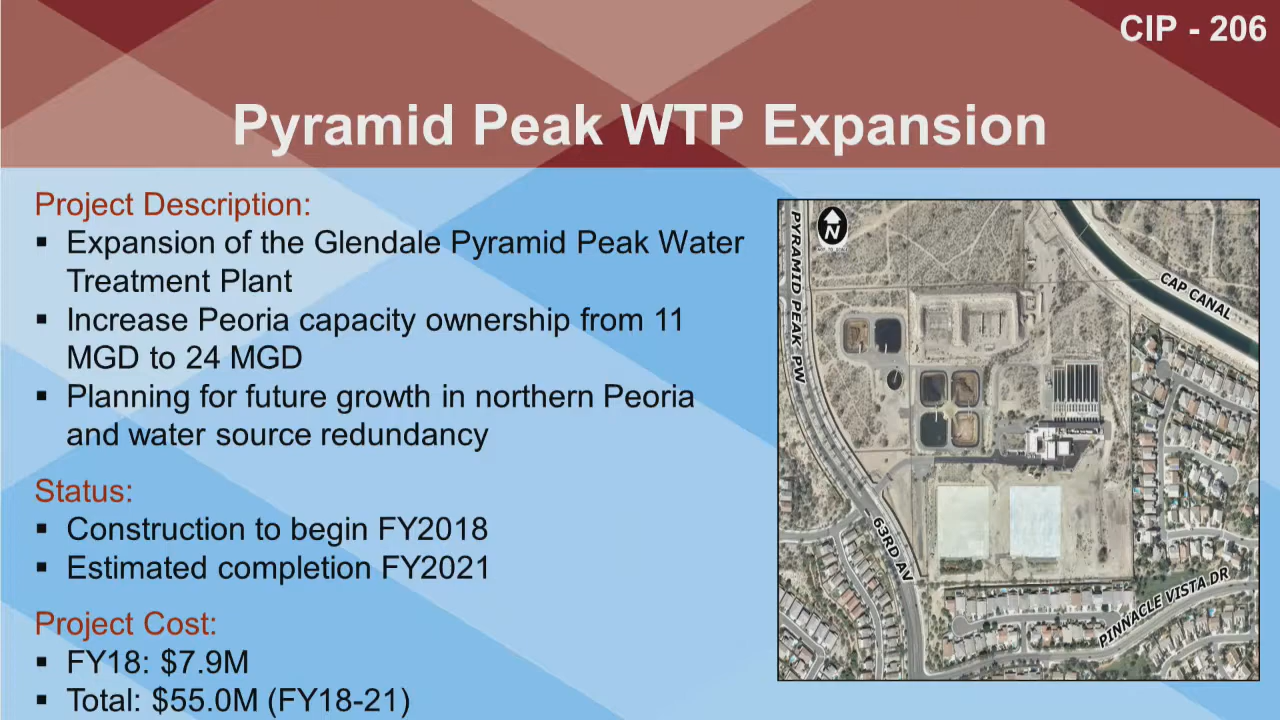 CIP - 206
Pyramid Peak WTP Expansion
Project Description:
▪ Expansion of the Glendale Pyramid Peak Water
Treatment Plant
▪ Increase Peoria capacity ownership from 11
MGD to 24 MGD
▪ Planning for future growth in northern Peoria
and water source redundancy
Status:
▪ Construction to begin FY2018
▪ Estimated completion FY2021
Project Cost:
▪ FY18: $7.9M
▪ Total: $55.0M (FY18-21)
PYRAMID PEAK PW
N
CAP CANAL
63RD AV
PINNACLE VISTA DR